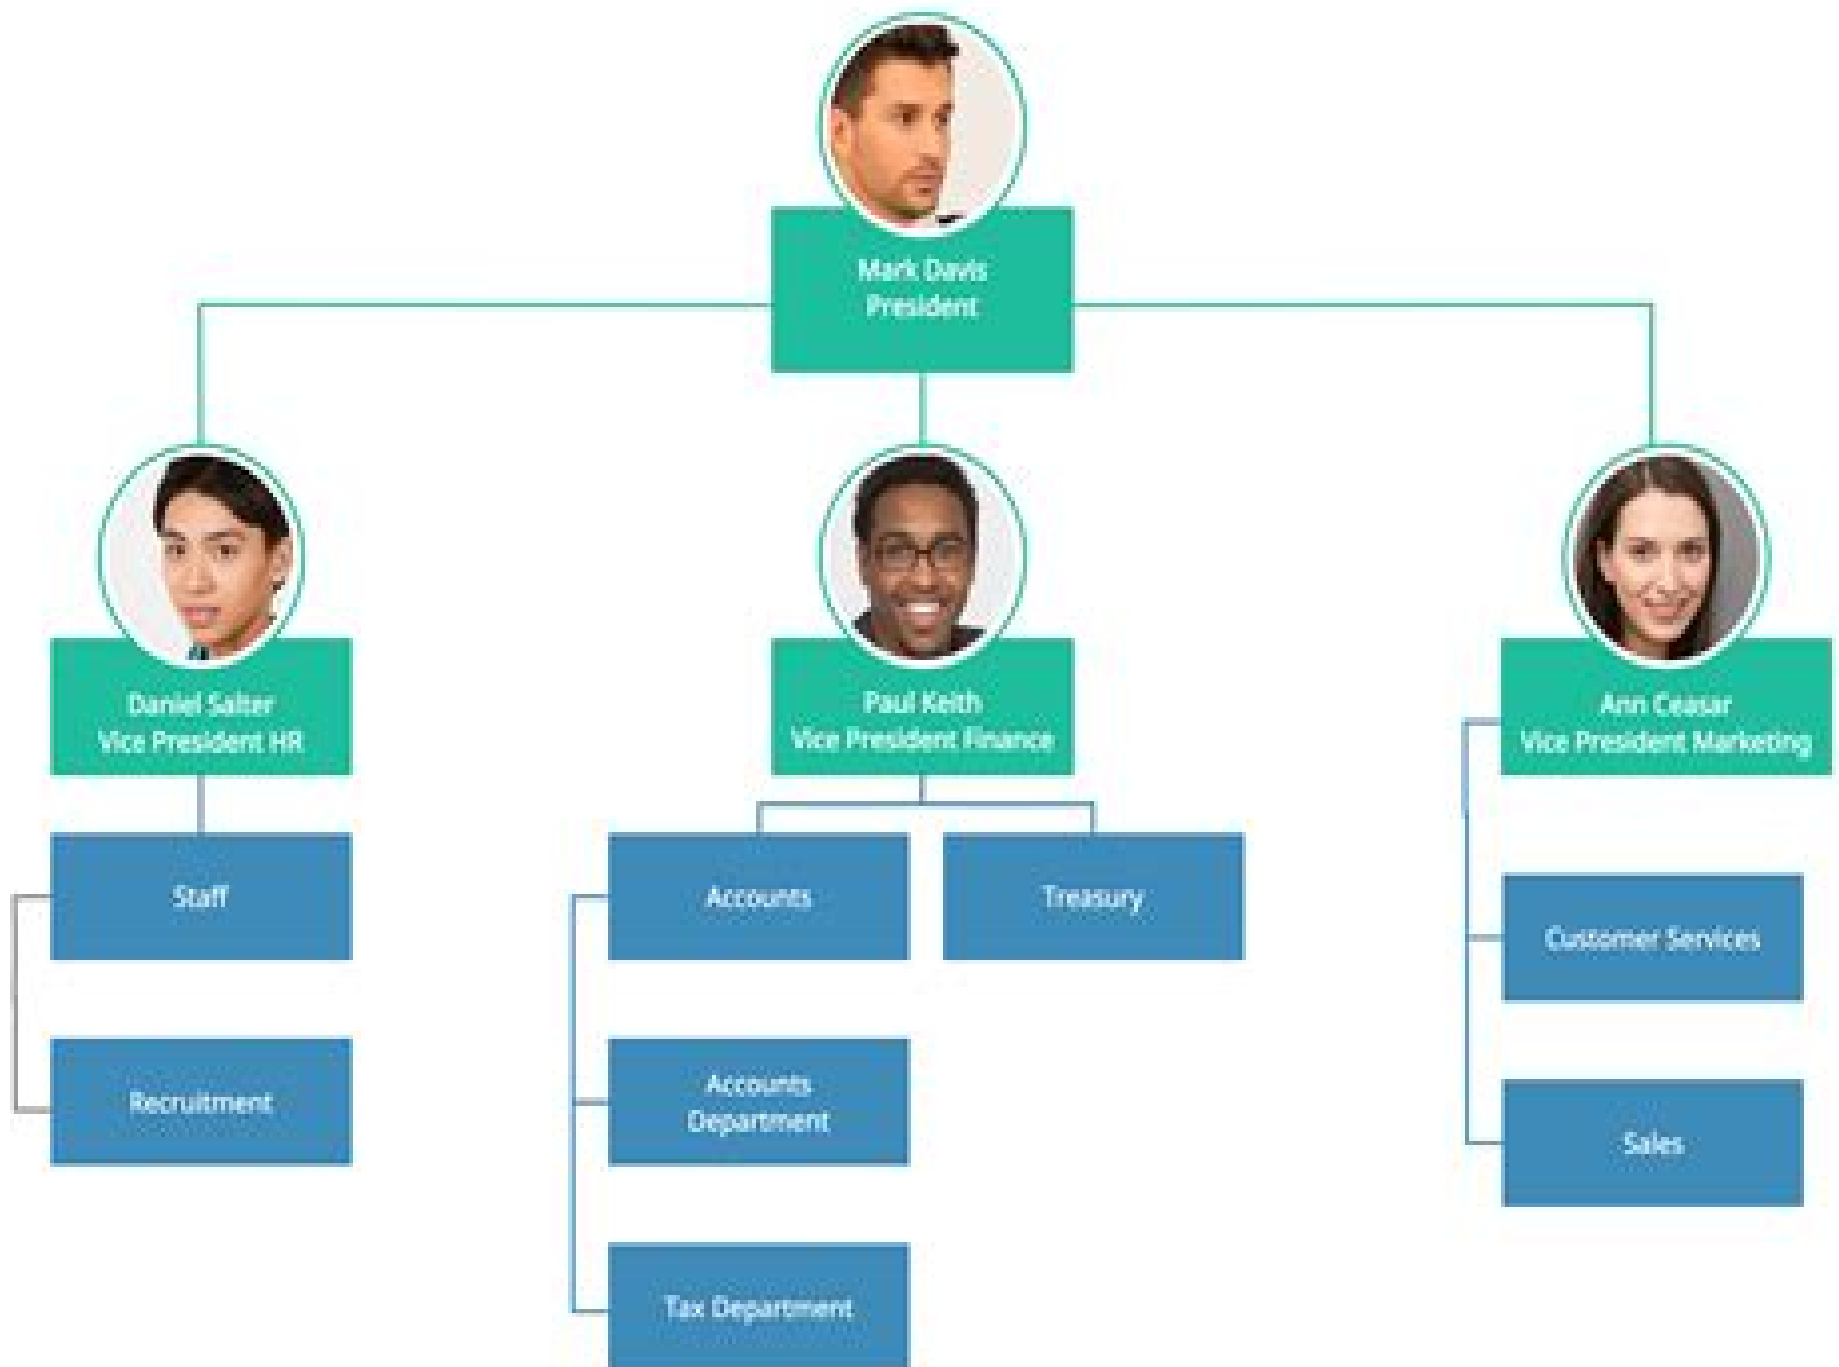 Mark Davis
President
Daniel Salter
Vice President HR
Paul Keith
Vice President Finance
Ann Ceasar
Vice President Marketing
Staff
Accounts
Treasury
Customer Services
Recruitment
Accounts
Department
Sales
Tax Department